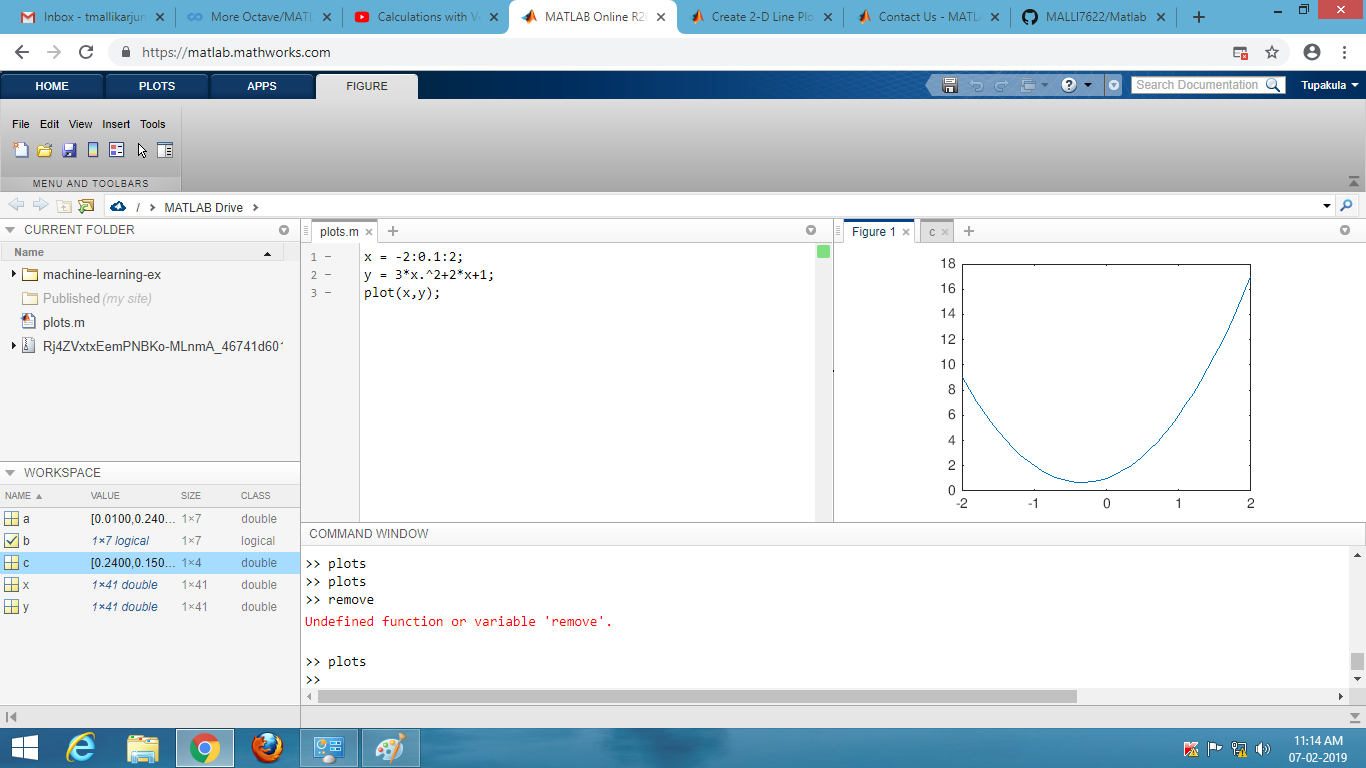 Inbox - tmallikarjun
More Octave/MATL
Calculations with Ve
MATLAB Online R20
Create 2-D Line Plo
Contact Us - MATL
MALLI7622/Matlab
https://matlab.mathworks.com
HOME PLOTS APPS FIGURE
Search Documentation
Tupakula
File Edit View Insert Tools
MENU AND TOOLBARS
/ > MATLAB Drive >
CURRENT FOLDER
Name
machine-learning-ex
Published (my site)
plots.m
Rj4ZVxtxEemPNBKo-MLnmA_46741d601
WORKSPACE
NAME VALUE SIZE CLASS
a [0.0100,0.240... 1×7 double
b 1×7 logical 1×7 logical
c [0.2400,0.150... 1×4 double
x 1×41 double 1×41 double
y 1×41 double 1×41 double
plots.m
1 – x = -2:0.1:2;
2 – y = 3*x.^2+2*x+1;
3 – plot(x,y);
Figure 1 c
18
16
14
12
10
8
6
4
2
0
-2 -1 0 1 2
COMMAND WINDOW
>> plots
>> plots
>> remove
Undefined function or variable 'remove'.
>> plots
>>
11:14 AM
07-02-2019